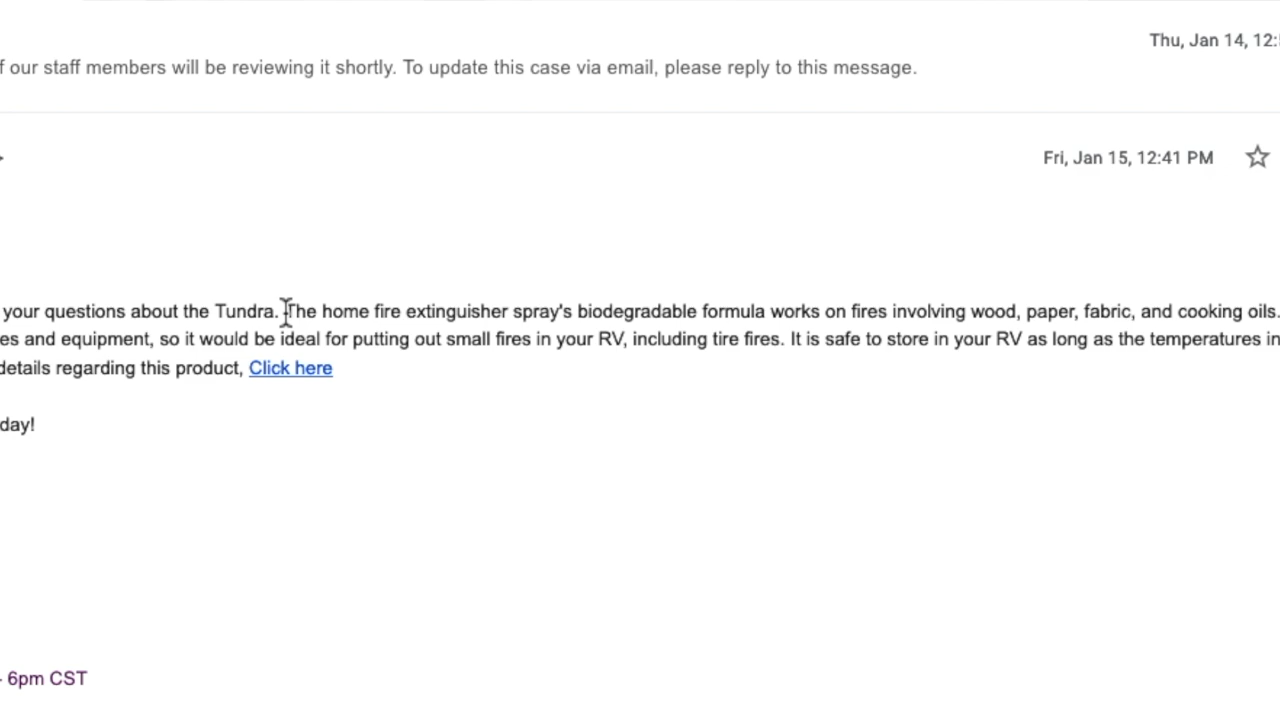 Thu, Jan 14, 12:
f our staff members will be reviewing it shortly. To update this case via email, please reply to this message.
Fri, Jan 15, 12:41 PM
your questions about the Tundra. The home fire extinguisher spray's biodegradable formula works on fires involving wood, paper, fabric, and cooking oils.
es and equipment, so it would be ideal for putting out small fires in your RV, including tire fires. It is safe to store in your RV as long as the temperatures in
details regarding this product, Click here
day!
- 6pm CST